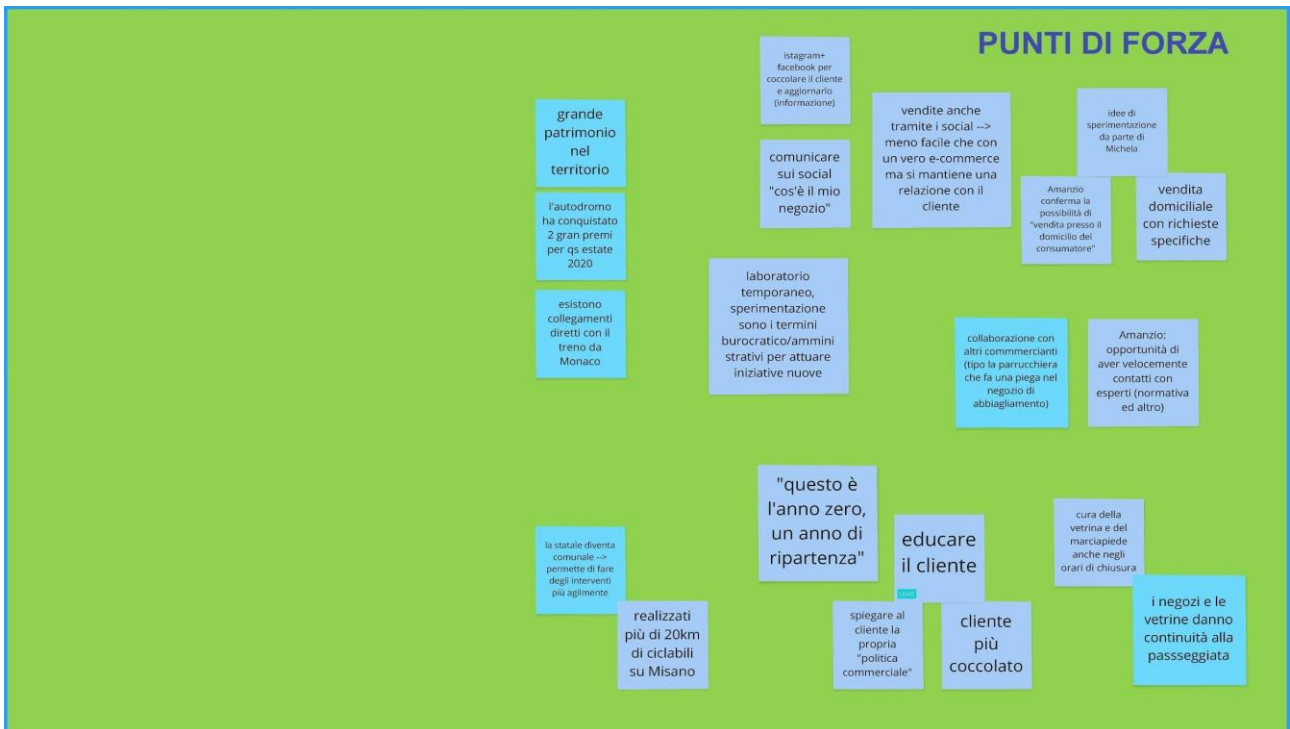 PUNTI DI FORZA
grande
patrimonio
nel
territorio
l'autodromo
ha conquistato
2 gran premi
per qs estate
2020
esistono
collegamenti
diretti con il
treno da
Monaco
istagram+
facebook per
coccolare il cliente
e aggiornarlo
(informazione)
comunicare
sui social
"cos'è il mio
negozio"
vendite anche
tramite i social -->
meno facile che con
un vero e-commerce
ma si mantiene una
relazione con il
cliente
idee di
sperimentazione
da parte di
Michela
Amanzio
conferma la
possibilità di
"vendita presso il
domicilio del
consumatore"
vendita
domiciliale
con richieste
specifiche
laboratorio
temporaneo,
sperimentazione
sono i termini
burocratico/ammini
strativi per attuare
iniziative nuove
collaborazione con
altri commmercianti
(tipo la parrucchiera
che fa una piega nel
negozio di
abbiagliamento)
Amanzio:
opportunità di
aver velocemente
contatti con
esperti (normativa
ed altro)
la statale diventa
comunale -->
permette di fare
degli interventi
più agilmente
realizzati
più di 20km
di ciclabili
su Misano
"questo è
l'anno zero,
un anno di
ripartenza"
educare
il cliente
spiegare al
cliente la
propria
"politica
commerciale"
cliente
più
coccolato
cura della
vetrina e del
marciapiede
anche negli
orari di chiusura
i negozi e le
vetrine danno
continuità alla
passseggiata